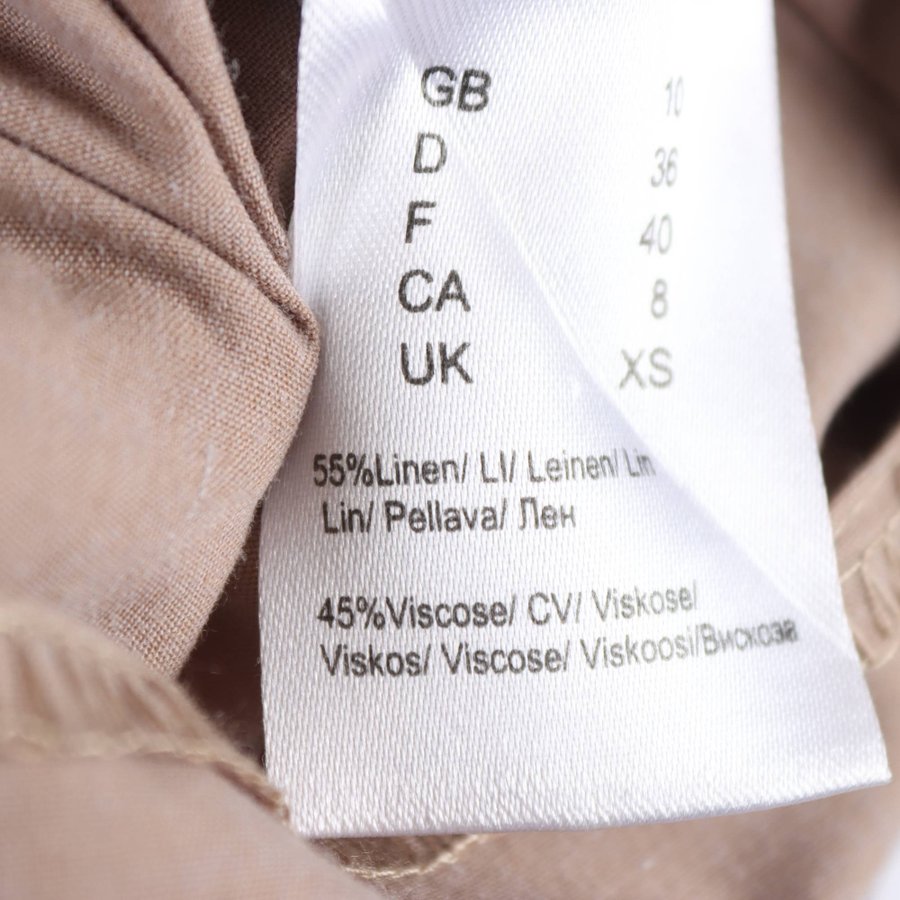 GB 10
D 36
F 40
CA 8
UK XS
55%Linen/ LI/ Leinen/ Lin
Lin/ Pellava/ Лен
45%Viscose/ CV/ Viskose/
Viskos/ Viscose/ Viskoosi/Вискоза